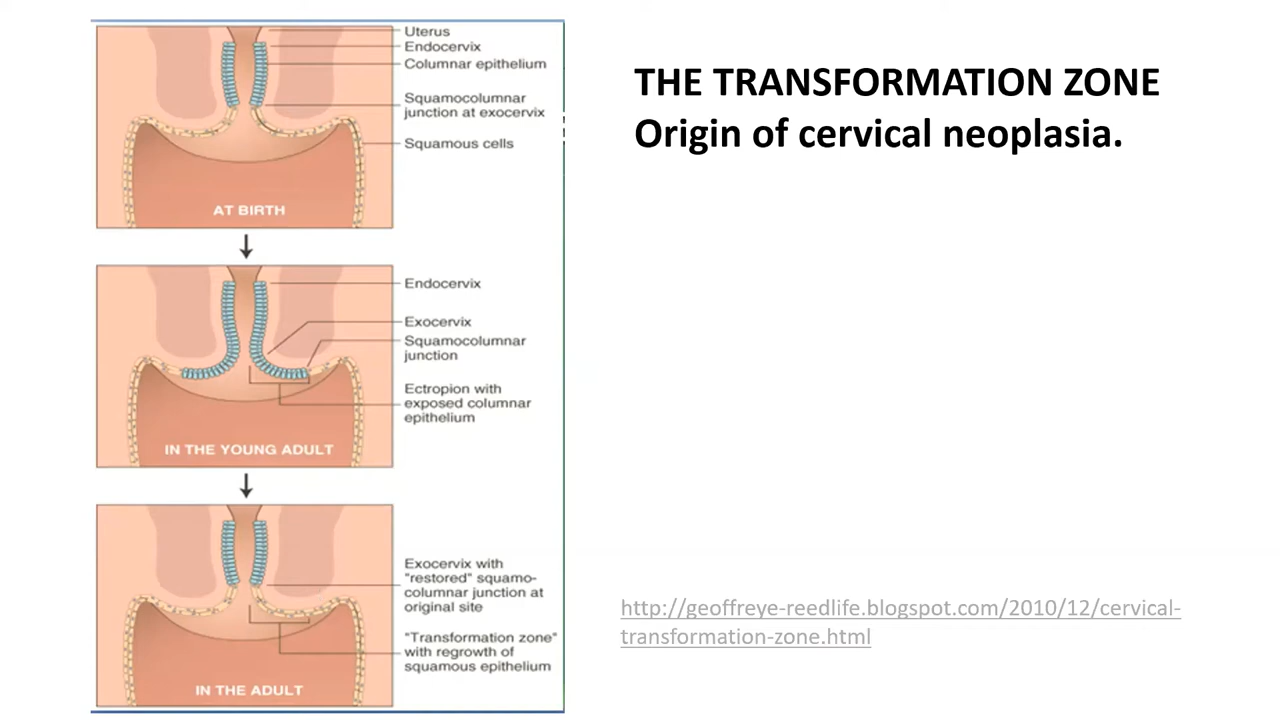 Uterus
Endocervix
Columnar epithelium
Squamocolumnar
junction at exocervix
Squamous cells
AT BIRTH
Endocervix
Exocervix
Squamocolumnar
junction
Ectropion with
exposed columnar
epithelium
IN THE YOUNG ADULT
Exocervix with
"restored" squamo-
columnar junction at
original site
"Transformation zone"
with regrowth of
squamous epithelium
IN THE ADULT
THE TRANSFORMATION ZONE
Origin of cervical neoplasia.
http://geoffreye-reedlife.blogspot.com/2010/12/cervical-
transformation-zone.html